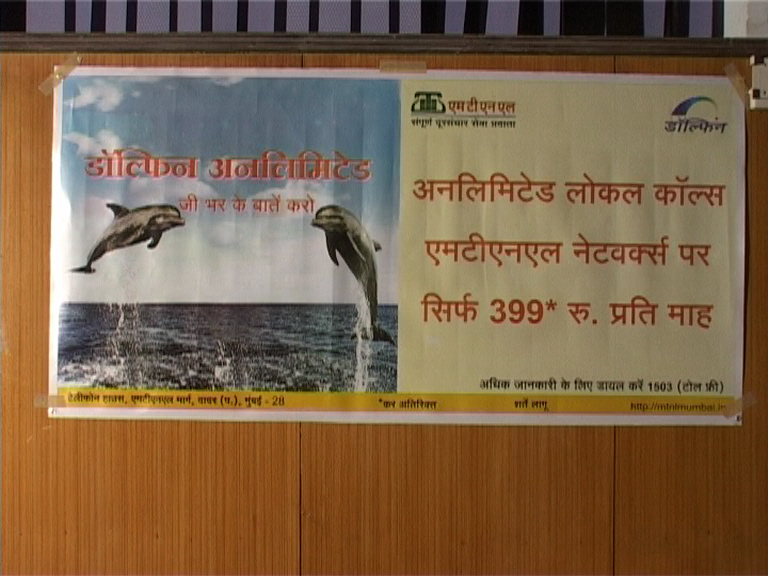 डॉल्फिन अनलिमिटेड
जी भर के बातें करो
एमटीएनएल
संपूर्ण दूरसंचार सेवा प्रदाता
डॉल्फिन
अनलिमिटेड लोकल कॉल्स
एमटीएनएल नेटवर्क्स पर
सिर्फ 399* रु. प्रति माह
अधिक जानकारी के लिए डायल करें 1503 (टोल फ्री)
टेलीफोन हाउस, एमटीएनएल मार्ग, दादर (प.), मुंबई - 28
*कर अतिरिक्त
शर्तें लागू
http://mtnlmumbai.in